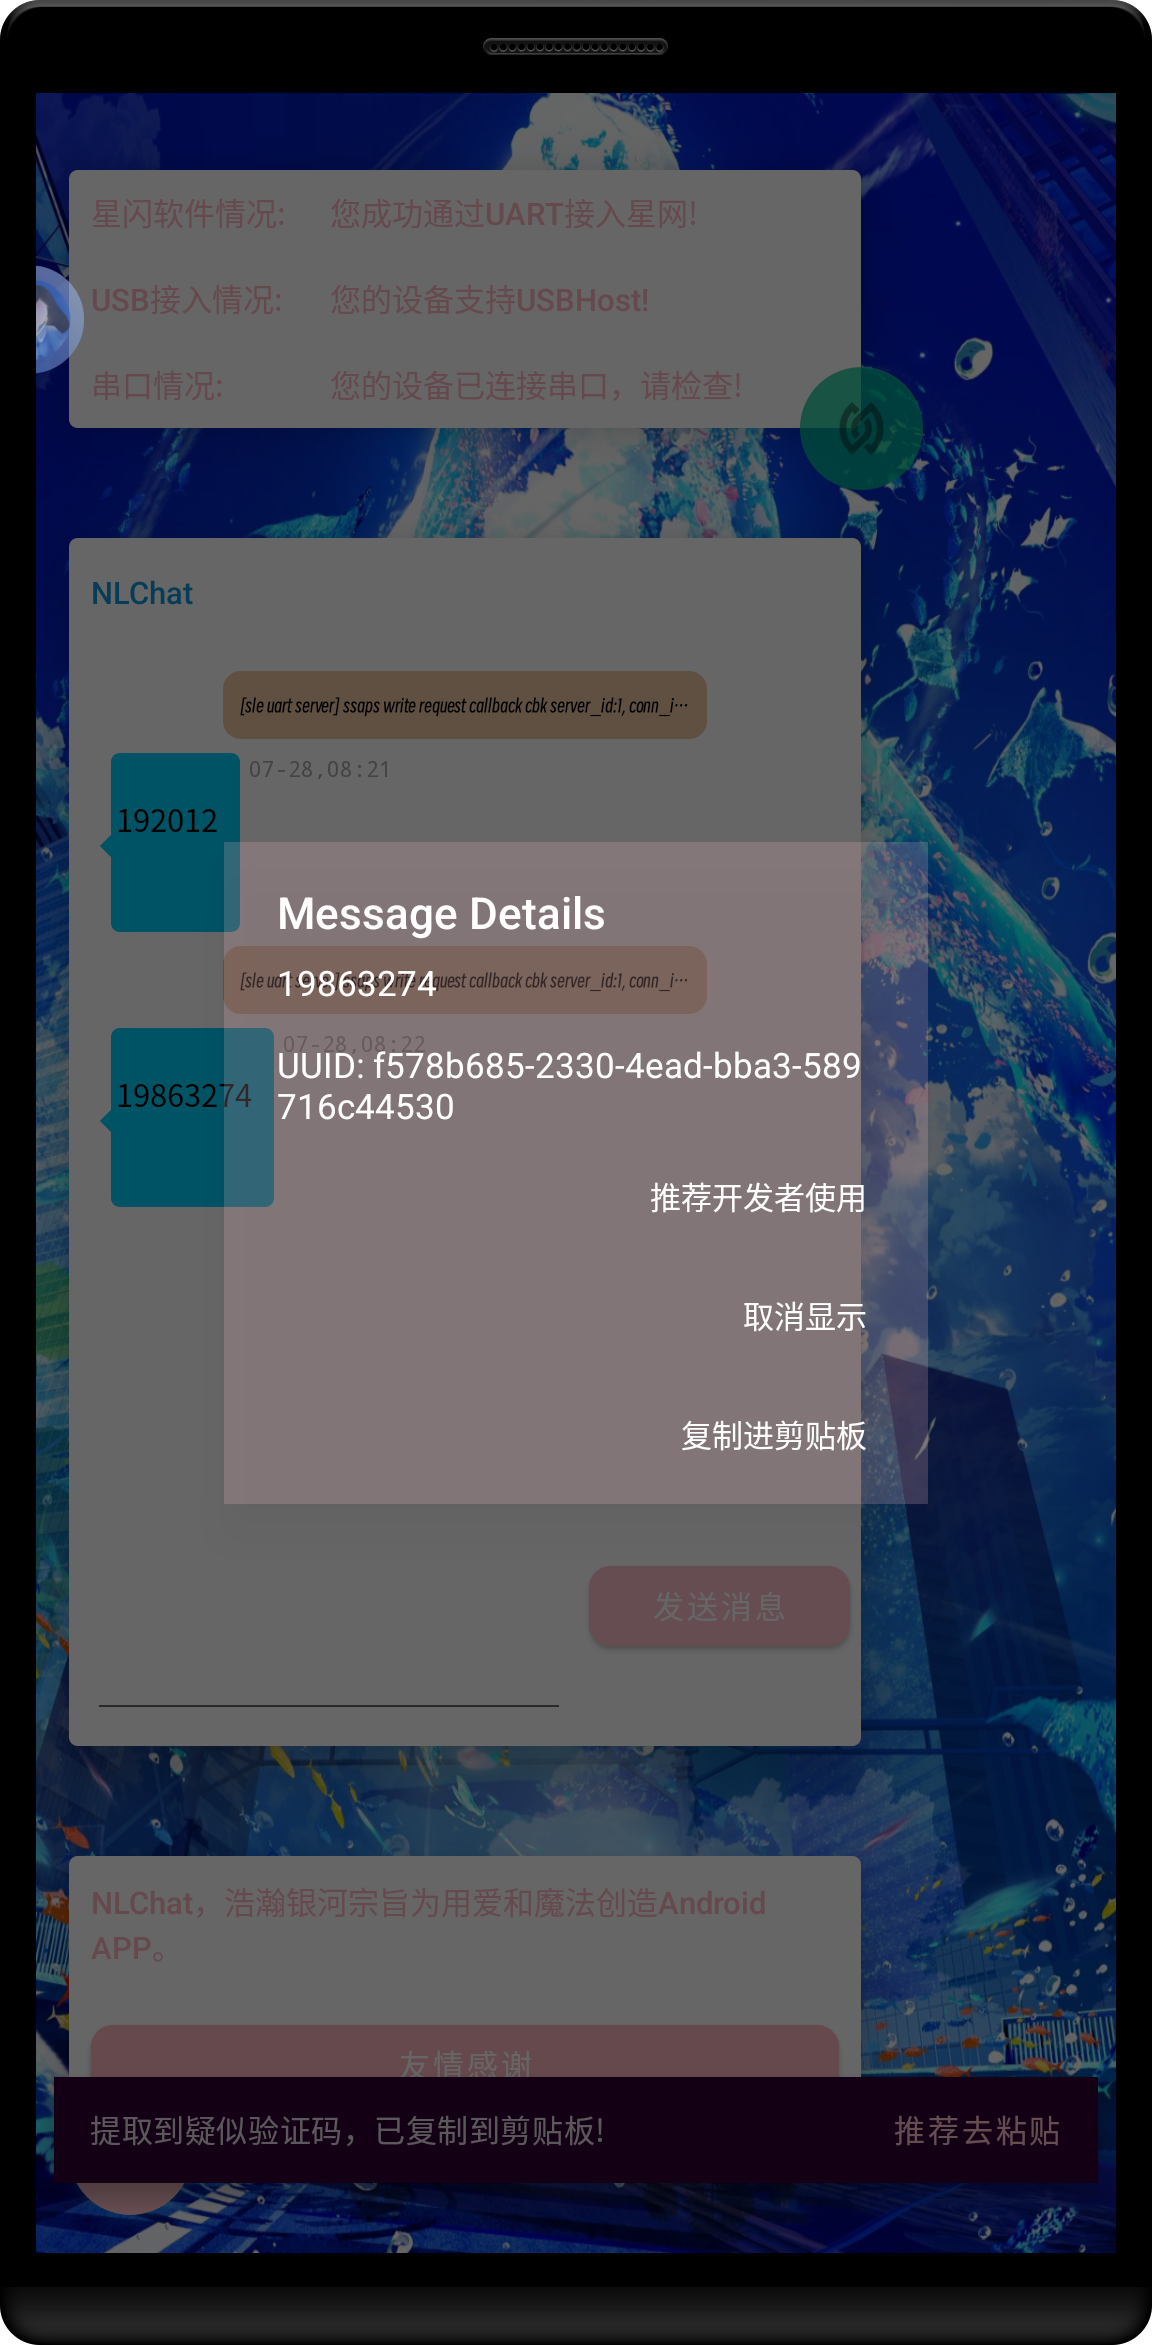 星闪软件情况: 您成功通过UART接入星网!
USB接入情况: 您的设备支持USBHost!
串口情况: 您的设备已连接串口，请检查!
NLChat
[sle uart server] ssaps write request callback cbk server_id:1, conn_i…
07-28,08:21
192012
Message Details
[sle uart server] ssaps write request callback cbk server_id:1, conn_i…
19863274
07-28,08:22
19863274
UUID: f578b685-2330-4ead-bba3-589
716c44530
推荐开发者使用
取消显示
复制进剪贴板
发送消息
NLChat，浩瀚银河宗旨为用爱和魔法创造Android
APP。
友情感谢
提取到疑似验证码，已复制到剪贴板! 推荐去粘贴